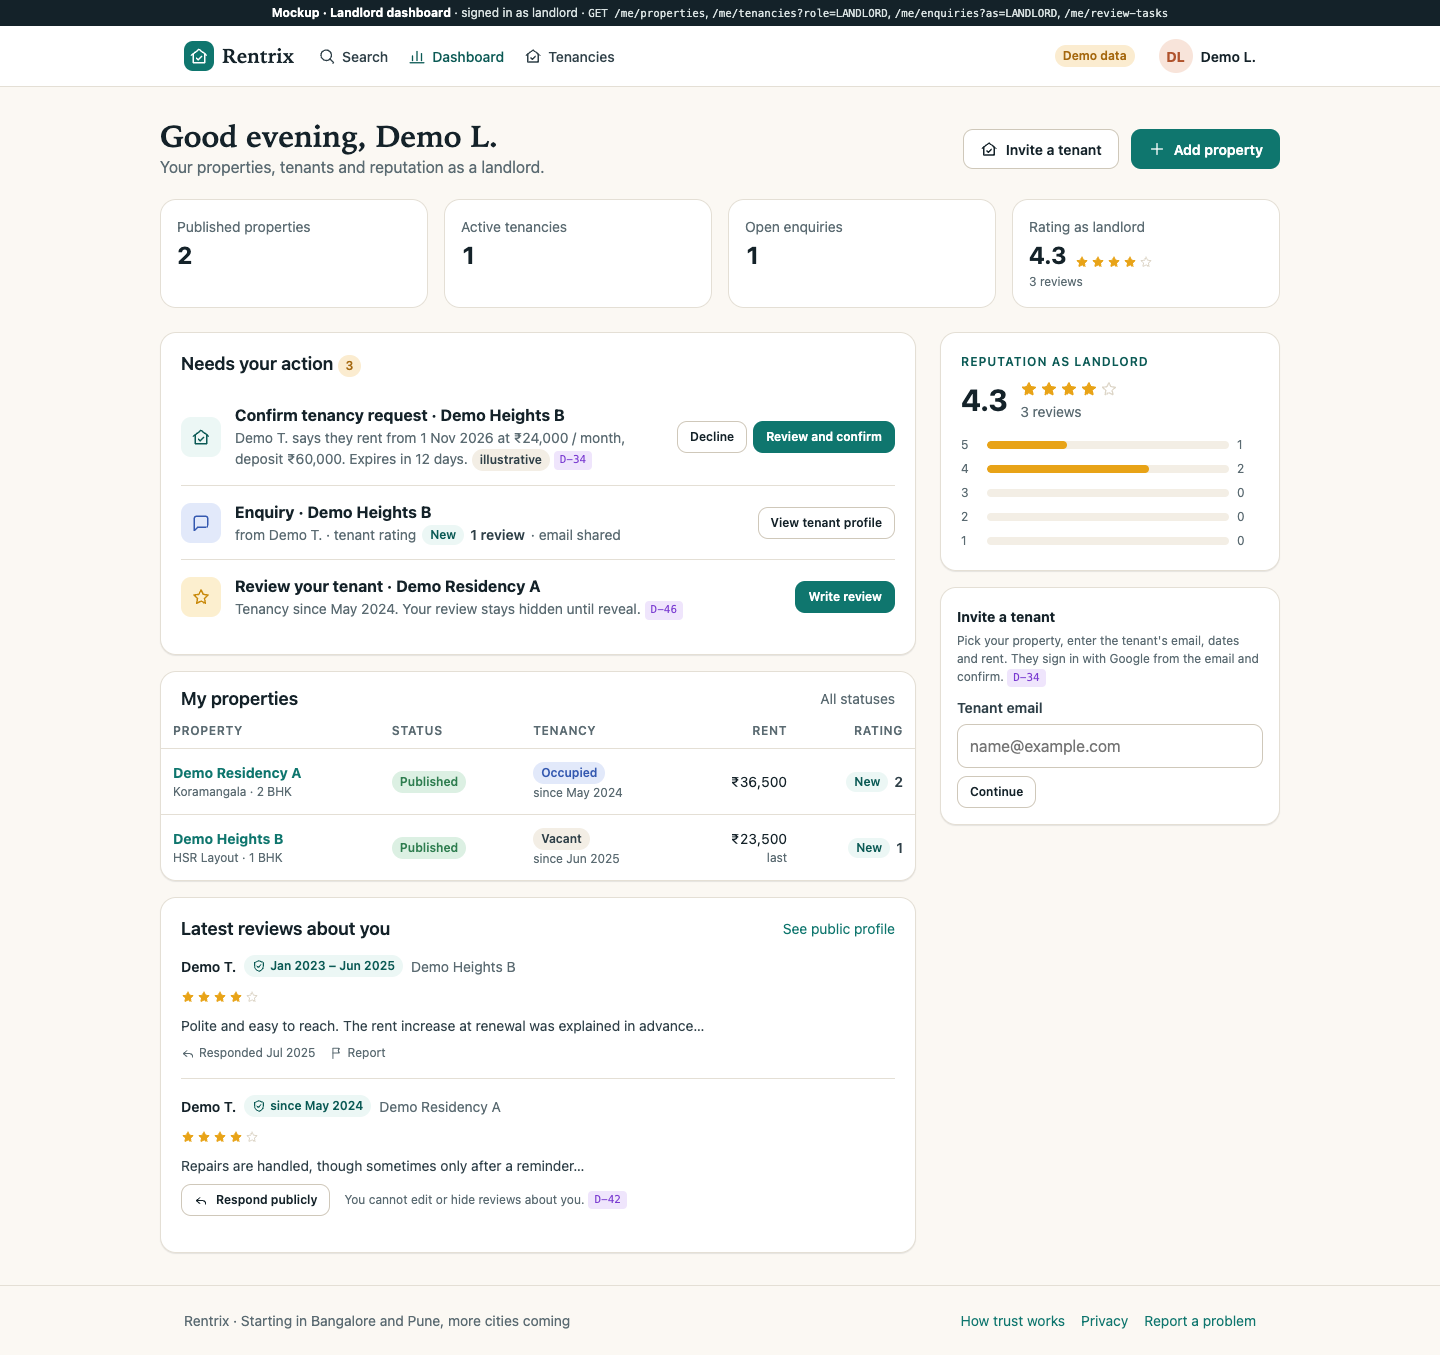 Mockup · Landlord dashboard · signed in as landlord · GET /me/properties, /me/tenancies?role=LANDLORD, /me/enquiries?as=LANDLORD, /me/review-tasks
Rentrix
Search
Dashboard
Tenancies
Demo data
DL
Demo L.
Good evening, Demo L.
Your properties, tenants and reputation as a landlord.
Invite a tenant
Add property
Published properties
2
Active tenancies
1
Open enquiries
1
Rating as landlord
4.3
3 reviews
Needs your action 3
Confirm tenancy request · Demo Heights B
Demo T. says they rent from 1 Nov 2026 at ₹24,000 / month,
deposit ₹60,000. Expires in 12 days. illustrative D-34
Decline
Review and confirm
Enquiry · Demo Heights B
from Demo T. · tenant rating New 1 review · email shared
View tenant profile
Review your tenant · Demo Residency A
Tenancy since May 2024. Your review stays hidden until reveal. D-46
Write review
My properties
All statuses
PROPERTY STATUS TENANCY RENT RATING
Demo Residency A
Koramangala · 2 BHK
Published
Occupied
since May 2024
₹36,500
New 2
Demo Heights B
HSR Layout · 1 BHK
Published
Vacant
since Jun 2025
₹23,500
last
New 1
Latest reviews about you
See public profile
Demo T. Jan 2023 – Jun 2025 Demo Heights B
Polite and easy to reach. The rent increase at renewal was explained in advance...
Responded Jul 2025 Report
Demo T. since May 2024 Demo Residency A
Repairs are handled, though sometimes only after a reminder...
Respond publicly
You cannot edit or hide reviews about you. D-42
REPUTATION AS LANDLORD
4.3
3 reviews
5 1
4 2
3 0
2 0
1 0
Invite a tenant
Pick your property, enter the tenant's email, dates
and rent. They sign in with Google from the email and
confirm. D-34
Tenant email
name@example.com
Continue
Rentrix · Starting in Bangalore and Pune, more cities coming
How trust works
Privacy
Report a problem